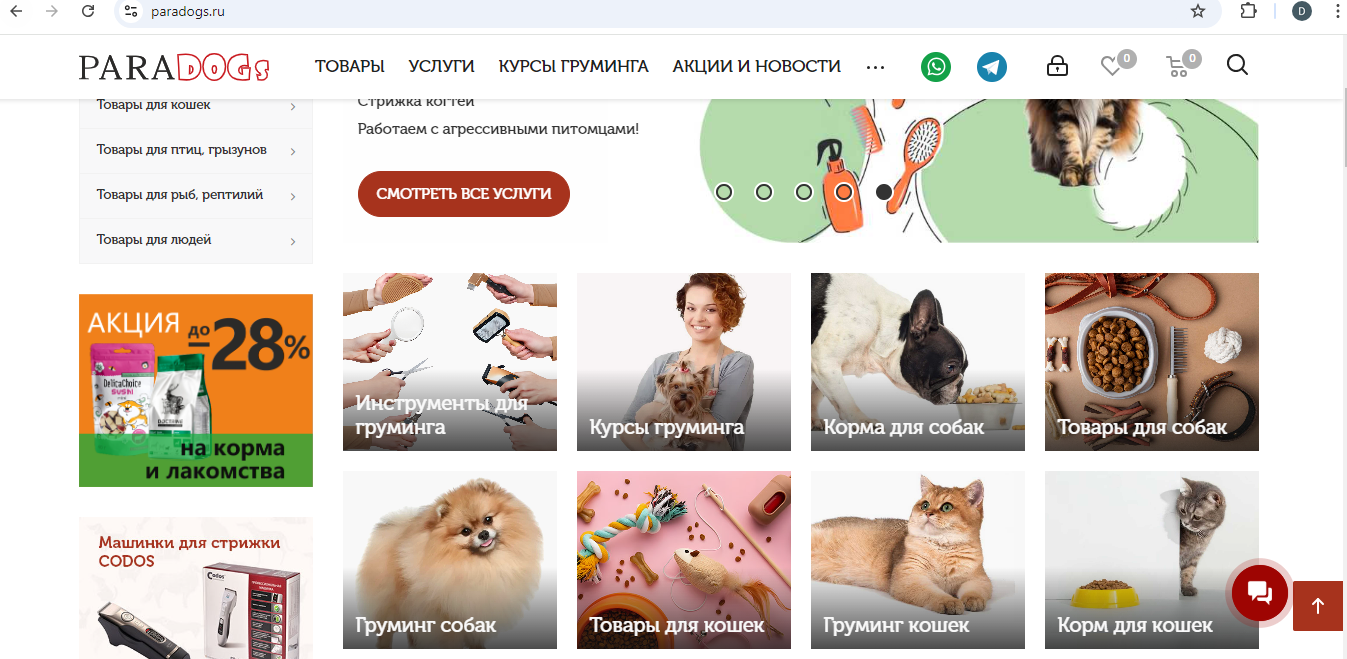 paradogs.ru
D
PARADOGs
ТОВАРЫ
УСЛУГИ
КУРСЫ ГРУМИНГА
АКЦИИ И НОВОСТИ
...
0
0
Товары для кошек
Товары для птиц, грызунов
Товары для рыб, рептилий
Товары для людей
Стрижка когтей
Работаем с агрессивными питомцами!
СМОТРЕТЬ ВСЕ УСЛУГИ
АКЦИЯ
до
28%
DelicaChoice
SUSHI
на корма
и лакомства
Машинки для стрижки
CODOS
Codos
Инструменты для
груминга
Курсы груминга
Корма для собак
Товары для собак
Груминг собак
Товары для кошек
Груминг кошек
Корм для кошек